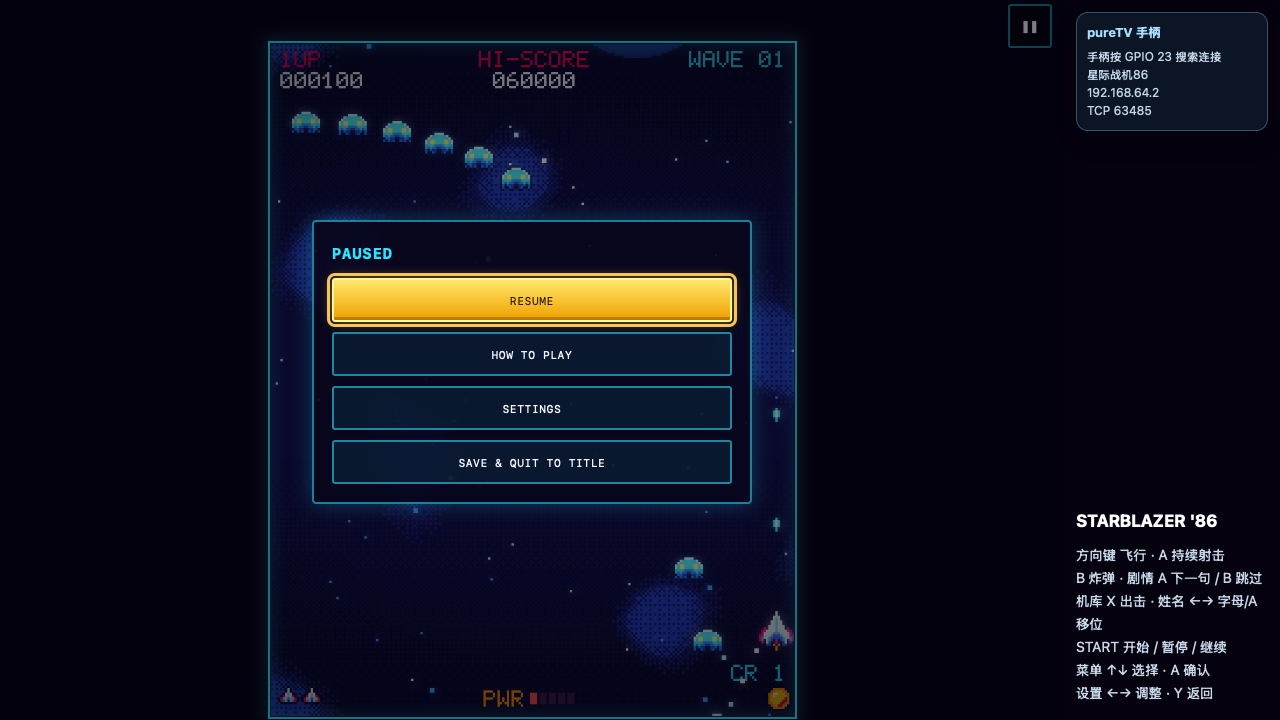 1UP
HI-SCORE
WAVE 01
000100
060000
PAUSED
RESUME
HOW TO PLAY
SETTINGS
SAVE & QUIT TO TITLE
CR 1
PWR
pureTV 手柄
手柄按 GPIO 23 搜索连接
星际战机86
192.168.64.2
TCP 63485
STARBLAZER '86
方向键 飞行 · A 持续射击
B 炸弹 · 剧情 A 下一句 / B 跳过
机库 X 出击 · 姓名 ←→ 字母/A
移位
START 开始 / 暂停 / 继续
菜单 ↑↓ 选择 · A 确认
设置 ←→ 调整 · Y 返回